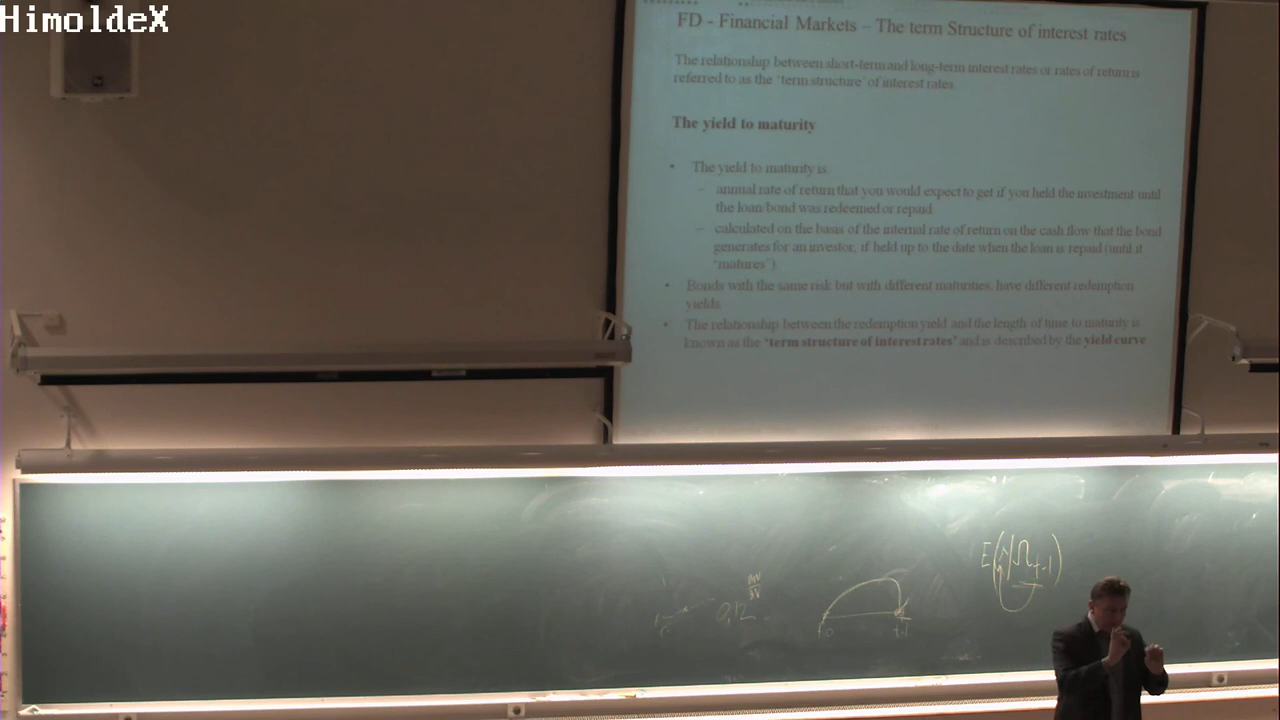 HimoldeX
FD - Financial Markets – The term Structure of interest rates
The relationship between short-term and long-term interest rates or rates of return is
referred to as the 'term structure' of interest rates.
The yield to maturity
• The yield to maturity is
– annual rate of return that you would expect to get if you held the investment until
the loan/bond was redeemed or repaid
– calculated on the basis of the internal rate of return on the cash flow that the bond
generates for an investor, if held up to the date when the loan is repaid (until it
"matures")
• Bonds with the same risk but with different maturities, have different redemption
yields
• The relationship between the redemption yield and the length of time to maturity is
known as the 'term structure of interest rates' and is described by the yield curve
0,12
t-1